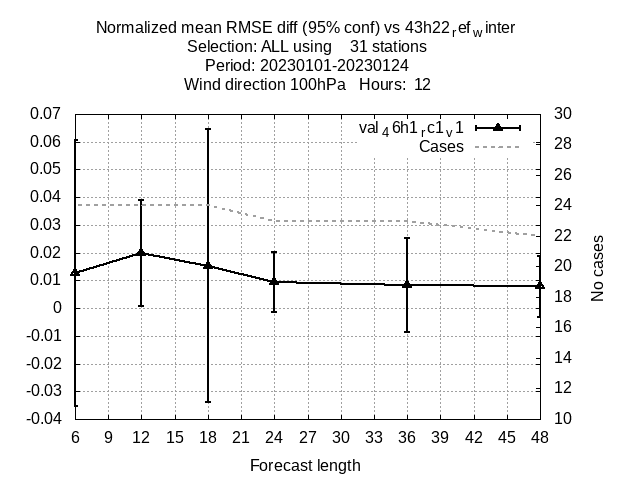 Normalized mean RMSE diff (95% conf) vs 43h22refwinter
Selection: ALL using 31 stations
Period: 20230101-20230124
Wind direction 100hPa Hours: 12
val46h1rc1v1
Cases
0.07
0.06
0.05
0.04
0.03
0.02
0.01
0
-0.01
-0.02
-0.03
-0.04
30
28
26
24
22
20
18
16
14
12
10
No cases
6 9 12 15 18 21 24 27 30 33 36 39 42 45 48
Forecast length